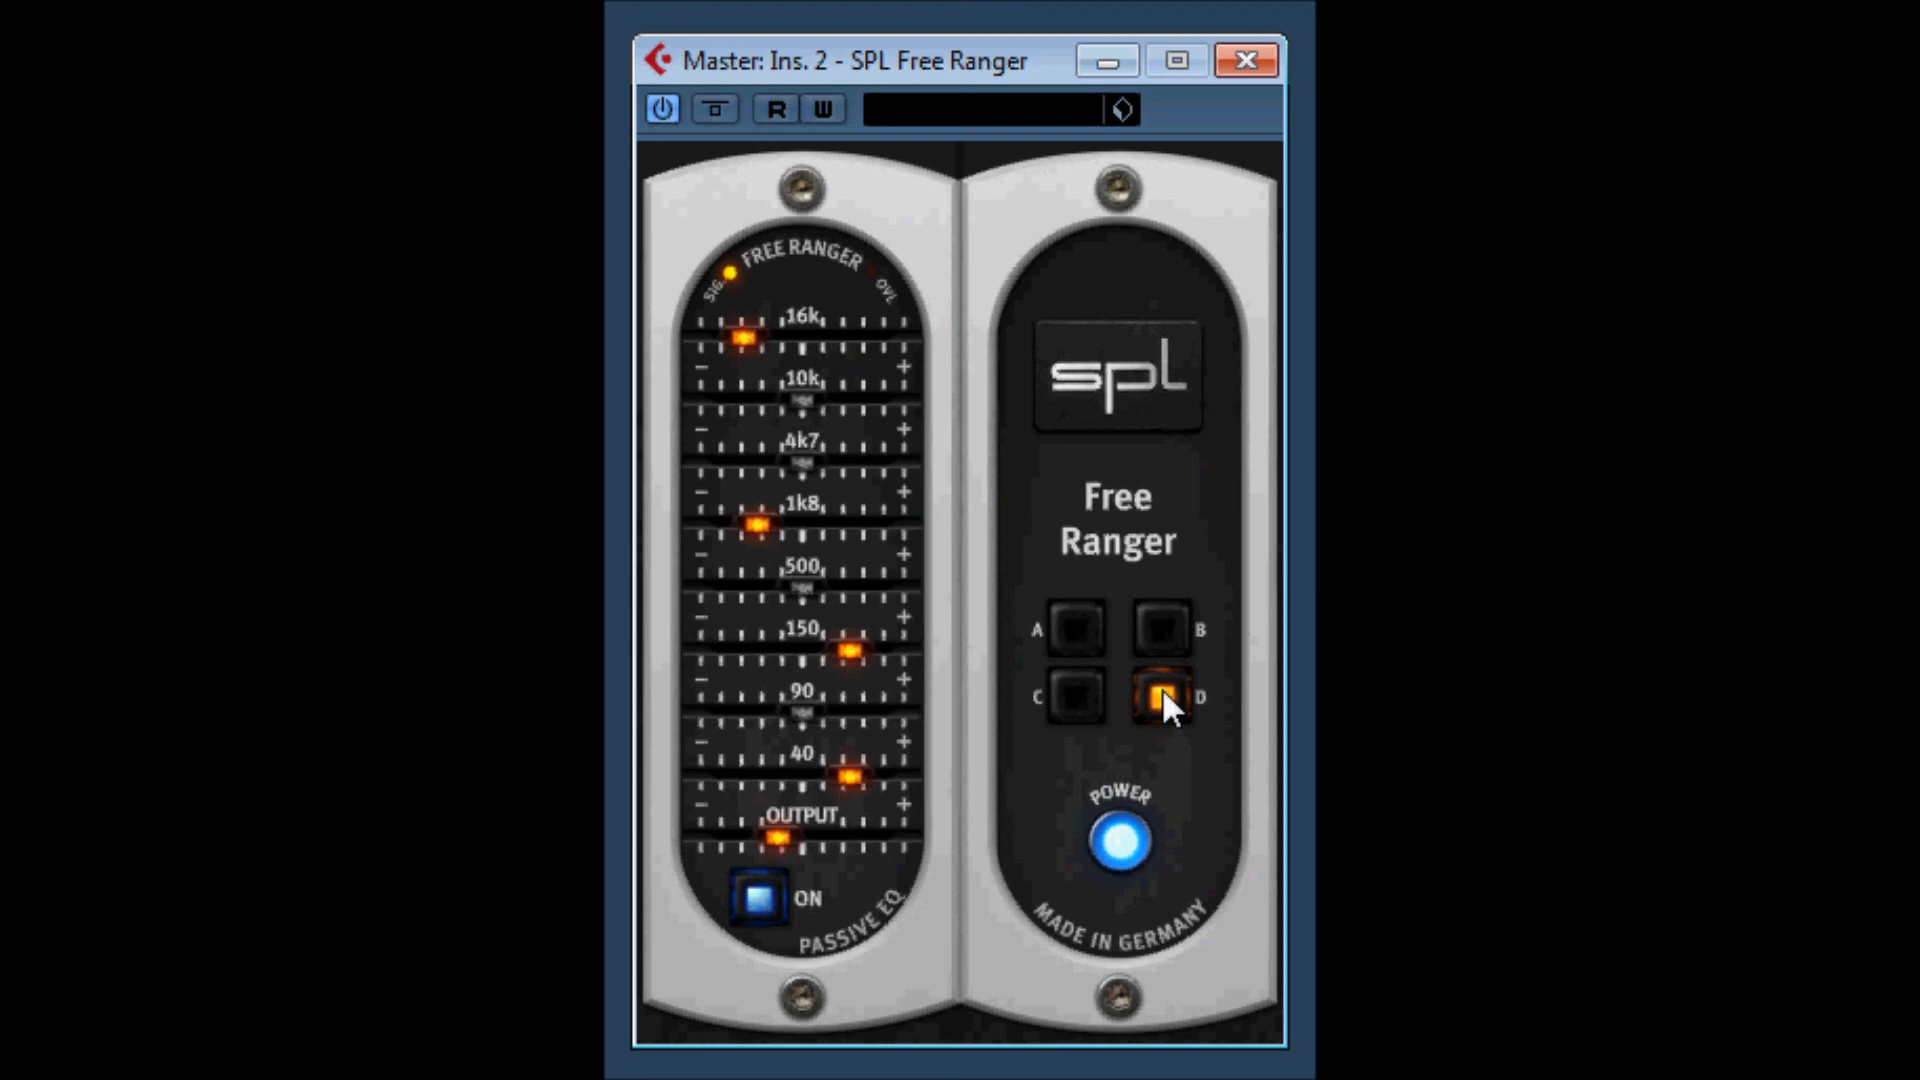 Master: Ins. 2 - SPL Free Ranger
R W
FREE RANGER
SIG.
OVL
16k
- +
10k
- +
4k7
- +
1k8
- +
500
- +
150
- +
90
- +
40
- +
OUTPUT
ON
PASSIVE EQ
spl
Free
Ranger
A B
C D
POWER
MADE IN GERMANY